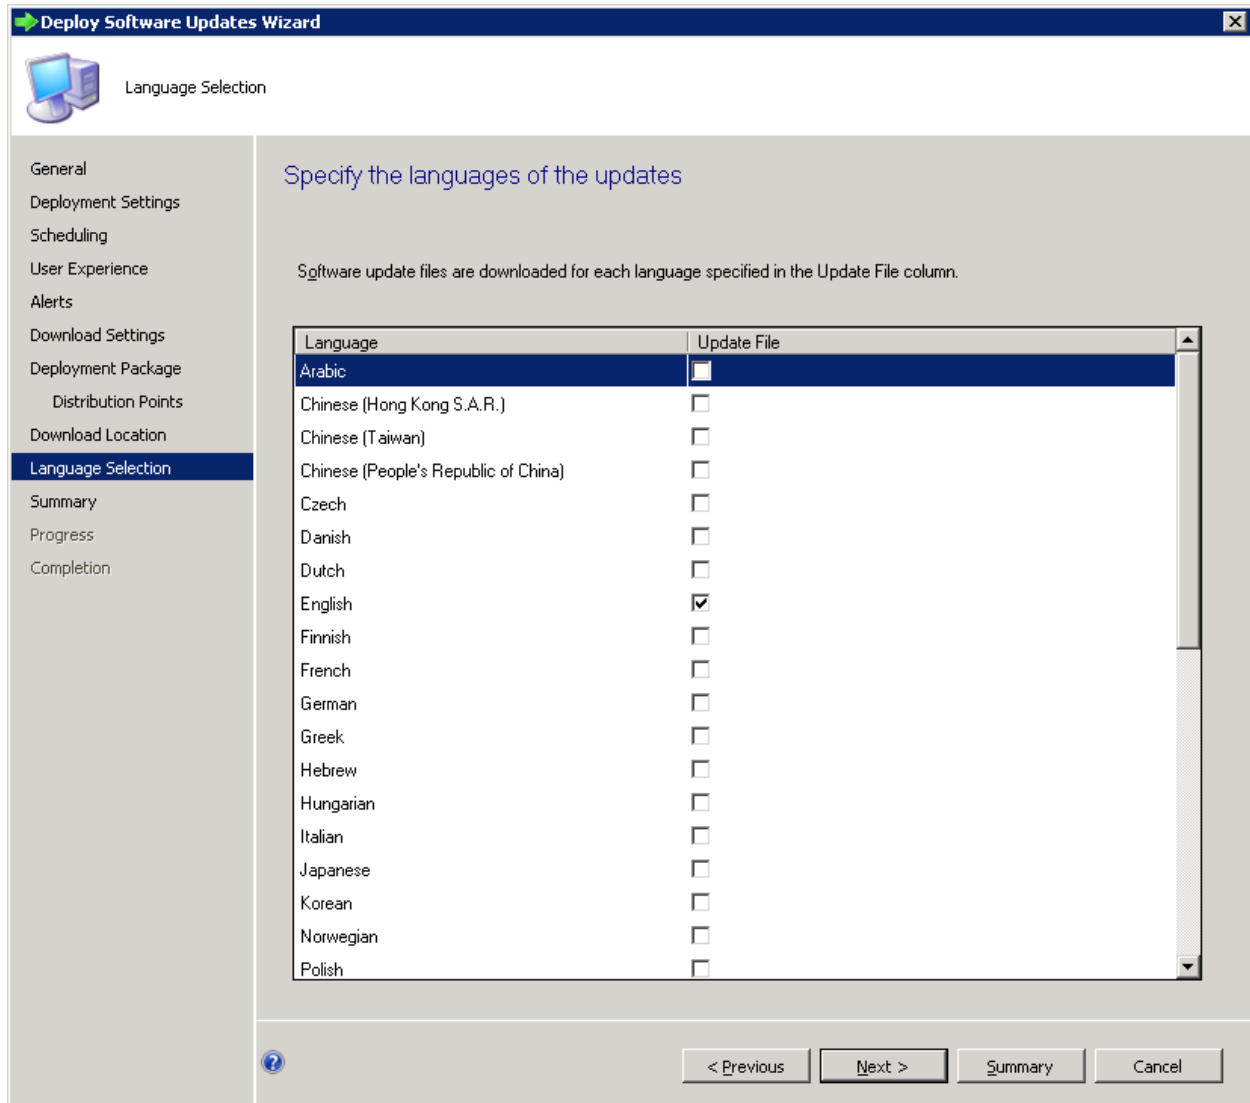 Deploy Software Updates Wizard
Language Selection
General
Deployment Settings
Scheduling
User Experience
Alerts
Download Settings
Deployment Package
Distribution Points
Download Location
Language Selection
Summary
Progress
Completion
Specify the languages of the updates
Software update files are downloaded for each language specified in the Update File column.
Language Update File
Arabic
Chinese (Hong Kong S.A.R.)
Chinese (Taiwan)
Chinese (People's Republic of China)
Czech
Danish
Dutch
English
Finnish
French
German
Greek
Hebrew
Hungarian
Italian
Japanese
Korean
Norwegian
Polish
? < Previous Next > Summary Cancel